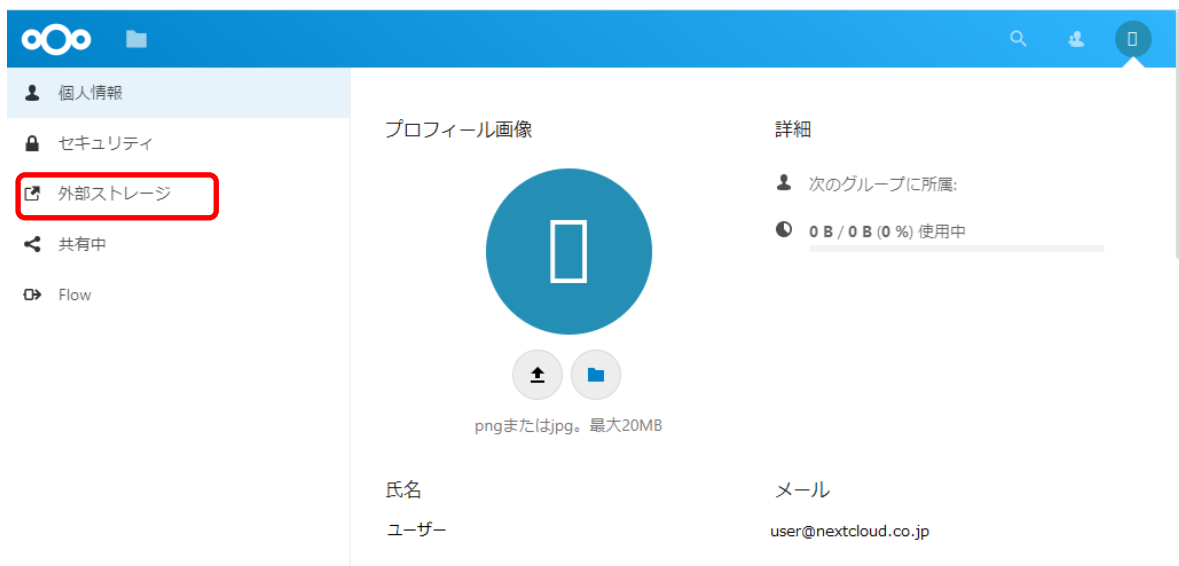 個人情報
セキュリティ
外部ストレージ
共有中
Flow
プロフィール画像
pngまたはjpg。最大20MB
詳細
次のグループに所属:
0 B / 0 B (0 %) 使用中
氏名
ユーザー
メール
user@nextcloud.co.jp